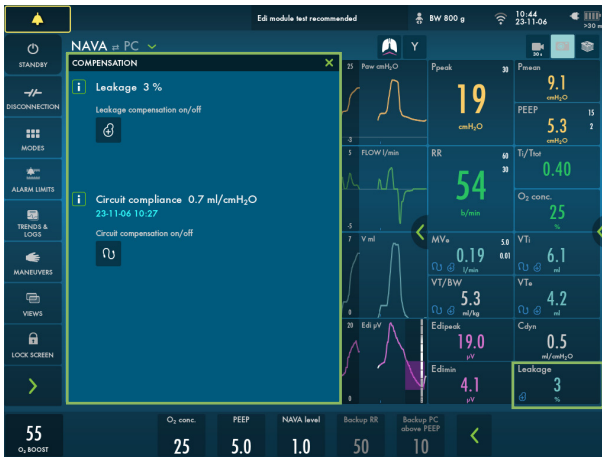 Edi module test recommended
BW 800 g
10:44
23-11-06
>30 m
NAVA ⇌ PC
Y
30 s
STANDBY
DISCONNECTION
MODES
ALARM LIMITS
TRENDS &
LOGS
MANEUVERS
VIEWS
LOCK SCREEN
COMPENSATION
Leakage 3 %
Leakage compensation on/off
Circuit compliance 0.7 ml/cmH₂O
23-11-06 10:27
Circuit compensation on/off
25 Paw cmH₂O
-3
5 FLOW l/min
-5
7 V ml
0
20 Edi µV
0
Ppeak 30
19
cmH₂O
Pmean
9.1
cmH₂O
PEEP 15
5.3 2
cmH₂O
RR 60
30
54
b/min
Ti/Ttot
0.40
O₂ conc.
25
%
MVe 5.0
0.19 0.01
l/min
VTi
6.1
ml
VT/BW
5.3
ml/kg
VTe
4.2
ml
Edipeak
19.0
µV
Cdyn
0.5
ml/cmH₂O
Edimin
4.1
µV
Leakage
3
%
55
O₂ BOOST
O₂ conc.
25
PEEP
5.0
NAVA level
1.0
Backup RR
50
Backup PC
above PEEP
10